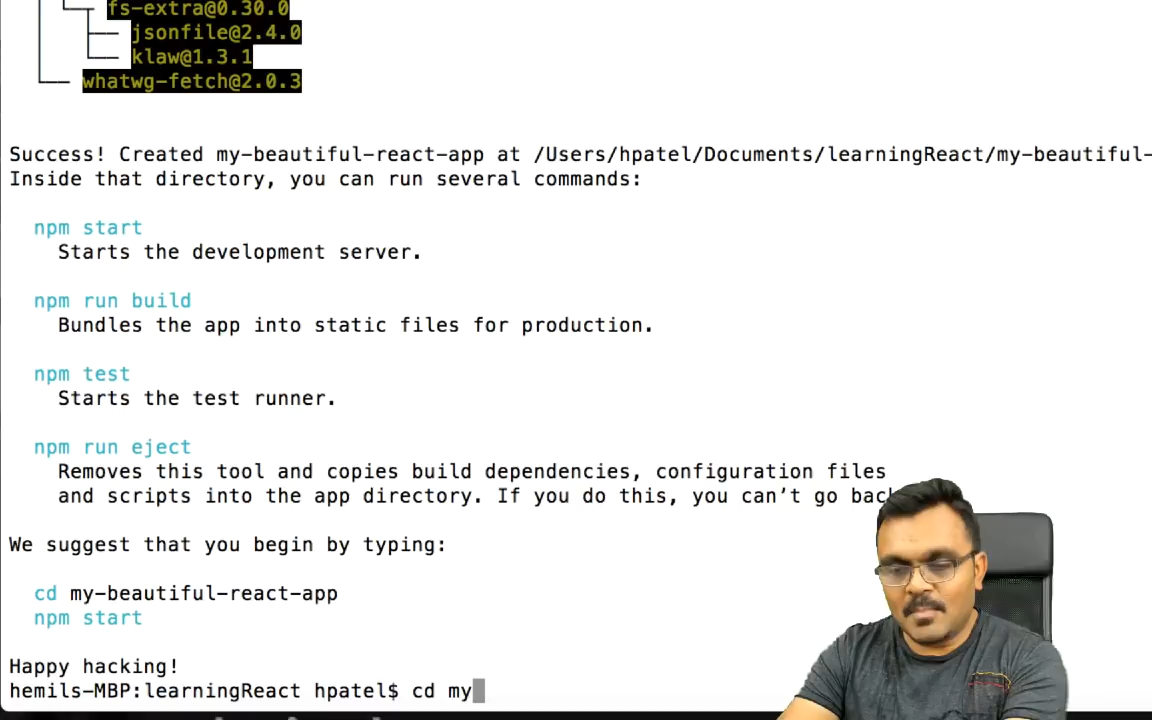 fs-extra@0.30.0
jsonfile@2.4.0
klaw@1.3.1
whatwg-fetch@2.0.3
Success! Created my-beautiful-react-app at /Users/hpatel/Documents/learningReact/my-beautiful-
Inside that directory, you can run several commands:
npm start
Starts the development server.
npm run build
Bundles the app into static files for production.
npm test
Starts the test runner.
npm run eject
Removes this tool and copies build dependencies, configuration files
and scripts into the app directory. If you do this, you can’t go back
We suggest that you begin by typing:
cd my-beautiful-react-app
npm start
Happy hacking!
hemils-MBP:learningReact hpatel$ cd my